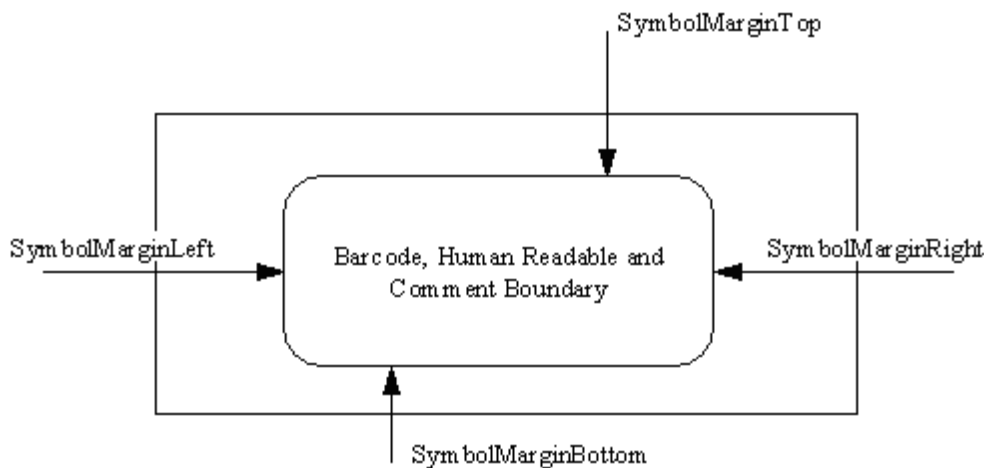 SymbolMarginTop
SymbolMarginLeft
Barcode, Human Readable and
Comment Boundary
SymbolMarginRight
SymbolMarginBottom